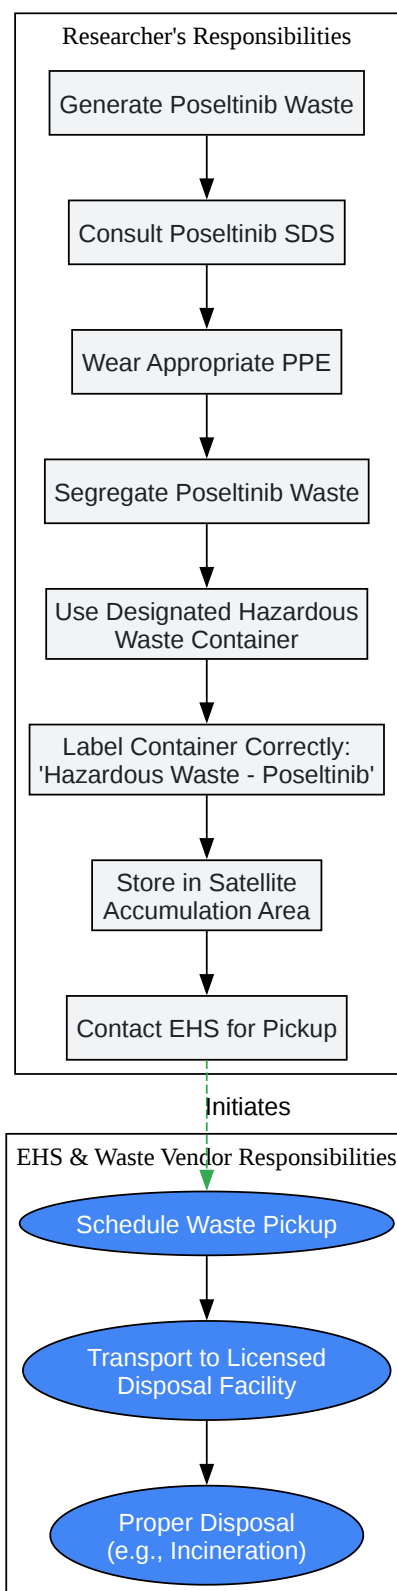 Researcher's Responsibilities
Generate Poseltinib Waste
Consult Poseltinib SDS
Wear Appropriate PPE
Segregate Poseltinib Waste
Use Designated Hazardous
Waste Container
Label Container Correctly:
'Hazardous Waste - Poseltinib'
Store in Satellite
Accumulation Area
Contact EHS for Pickup
Initiates
EHS & Waste Vendor Responsibilities
Schedule Waste Pickup
Transport to Licensed
Disposal Facility
Proper Disposal
(e.g., Incineration)